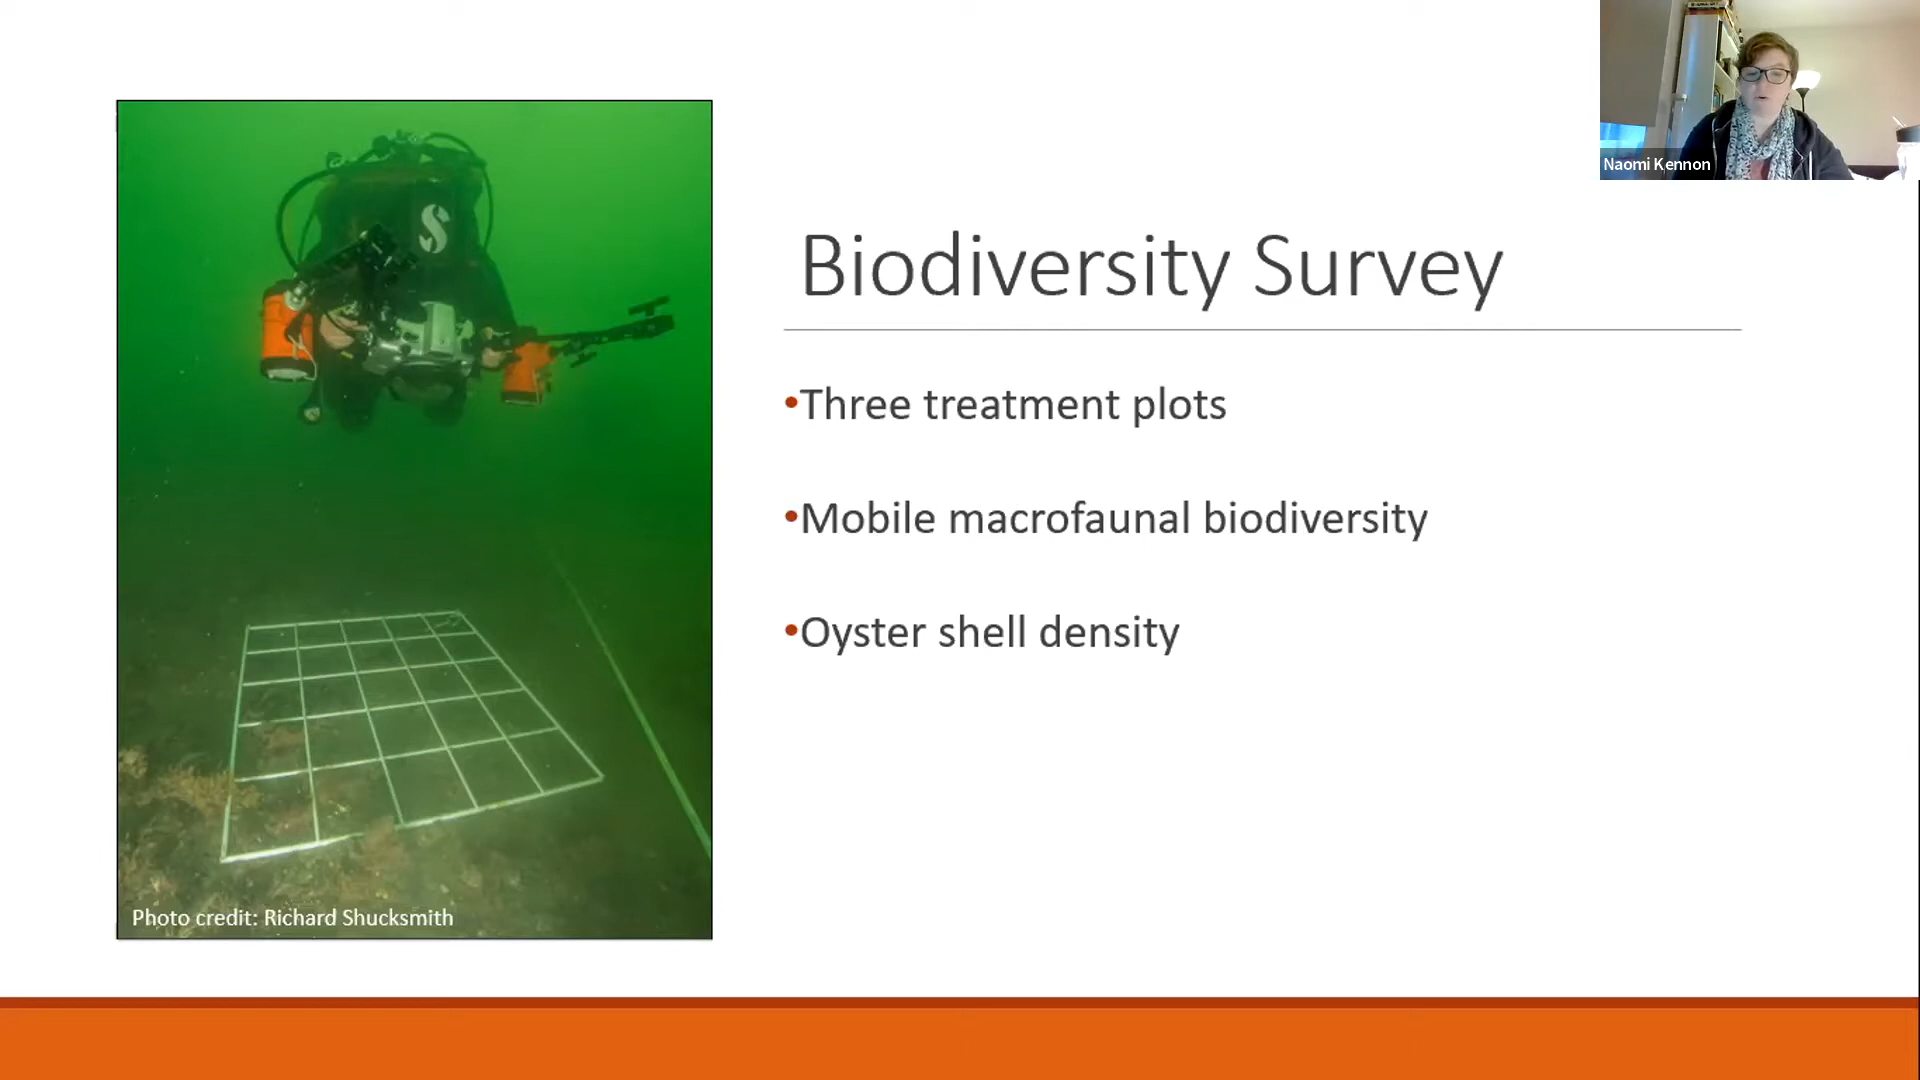 Naomi Kennon
S
Biodiversity Survey
•Three treatment plots
•Mobile macrofaunal biodiversity
•Oyster shell density
Photo credit: Richard Shucksmith